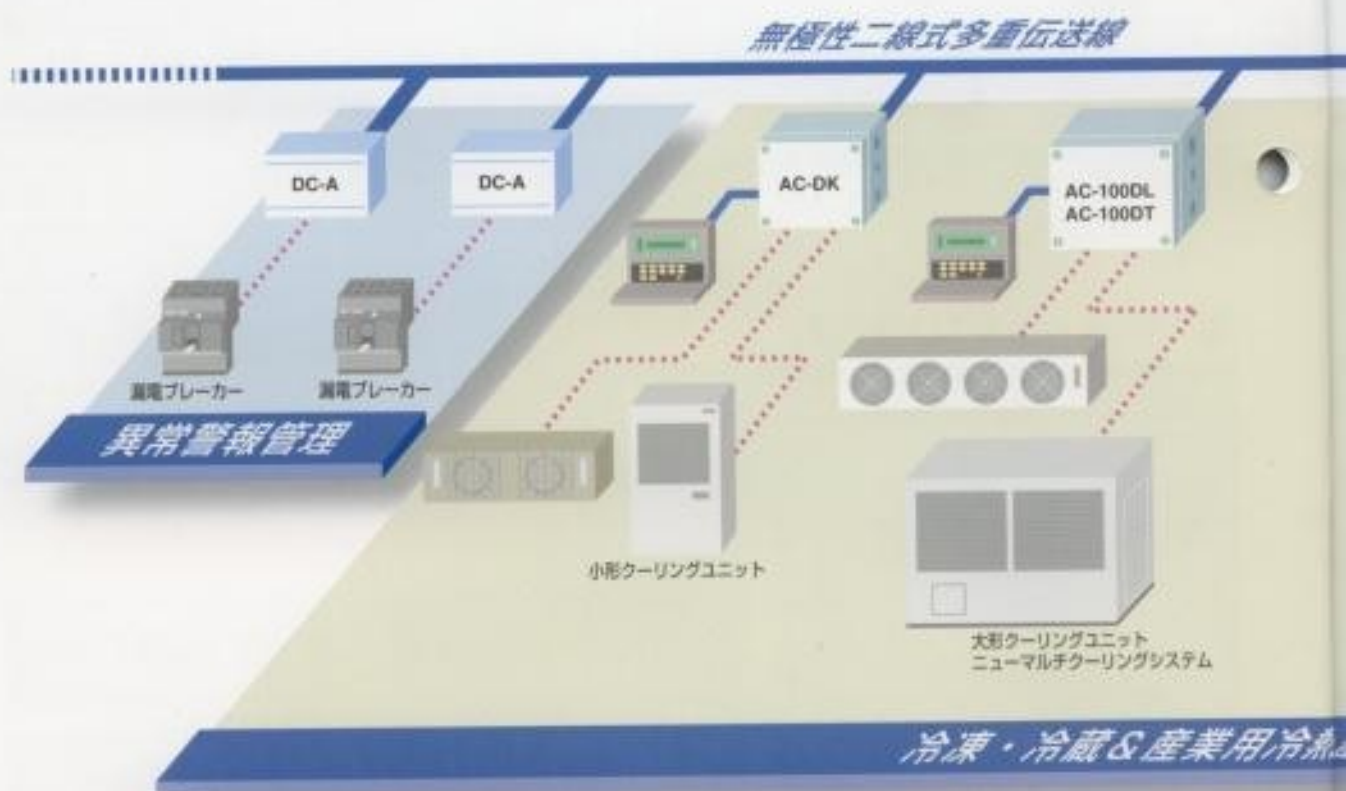 無極性二線式多重伝送線
DC-A
DC-A
AC-DK
AC-100DL
AC-100DT
漏電ブレーカー
漏電ブレーカー
異常警報管理
小形クーリングユニット
大形クーリングユニット
ニューマルチクーリングシステム
冷凍・冷蔵&産業用冷熱